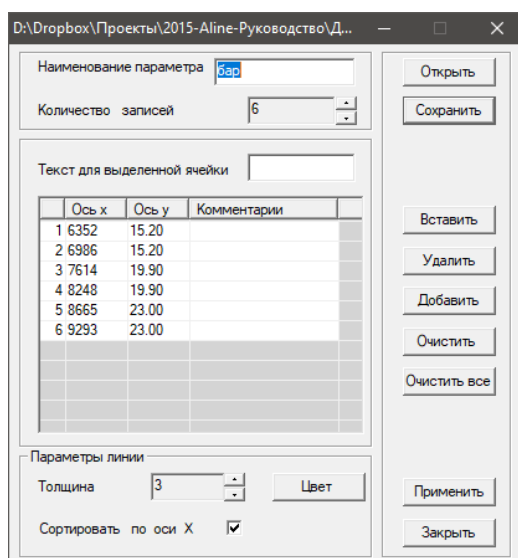 D:\Dropbox\Проекты\2015-Aline-Руководство\Д...
Наименование параметра бар
Количество записей 6
Текст для выделенной ячейки
Ось x Ось y Комментарии
1 6352 15.20
2 6986 15.20
3 7614 19.90
4 8248 19.90
5 8665 23.00
6 9293 23.00
Параметры линии
Толщина 3 Цвет
Сортировать по оси X
Открыть
Сохранить
Вставить
Удалить
Добавить
Очистить
Очистить все
Применить
Закрыть